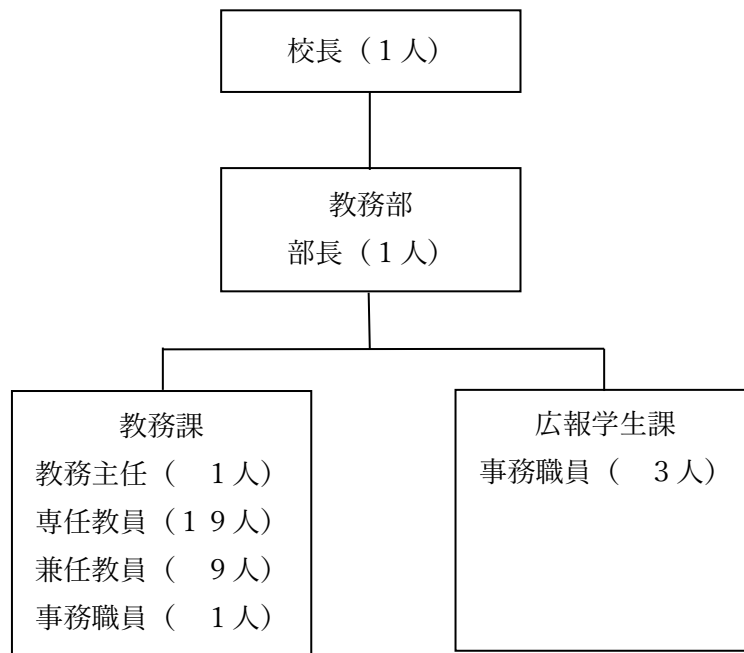 校長（１人）
教務部
部長（１人）
教務課
教務主任（　１人）
専任教員（１９人）
兼任教員（　９人）
事務職員（　１人）
広報学生課
事務職員（　３人）